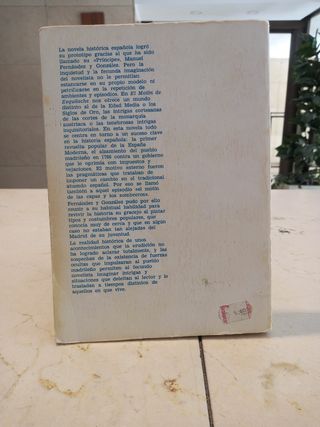 La novela histórica española logró
su prototipo gracias al que ha sido
llamado su «Príncipe», Manuel
Fernández y González. Pero la
inquietud y la fecunda imaginación
del novelista no le permitían
estancarse en su propio modelo ni
petrificarse en la repetición de
ambientes y episodios. En El Motín de
Esquilache nos ofrece un mundo
distinto al de la Edad Media o los
Siglos de Oro, las intrigas cortesanas
de las cortes de la monarquía
austríaca o las tenebrosas intrigas
inquisitoriales. En esta novela todo
se centra en torno a un suceso clave
en la historia española: la primera
revuelta popular de la España
Moderna, el alzamiento del pueblo
madrileño en 1766 contra un gobierno
que le oprimía con impuestos y
vejaciones. El motivo externo fueron
las pragmáticas que trataban de
imponer un cambio en el tradicional
atuendo español. Por eso se llamó
también a aquel episodio «el motín
de las capas y los sombreros».
Fernández y González pudo por ello
reunir a su habitual habilidad para
revivir la historia su gracejo al pintar
tipos y costumbres populares, que
conocía muy de cerca y que en algún
caso no estaban tan alejadas del
Madrid de su juventud.
La realidad histórica de unos
acontecimientos que la erudición no
ha logrado aclarar totalmente, y las
sospechas de la existencia de fuerzas
ocultas que impulsaran al pueblo
madrileño permiten al fecundo
novelista imaginar intrigas y
situaciones que deleitan al lector y le
trasladan a tiempos distintos de
aquellos en que vive.